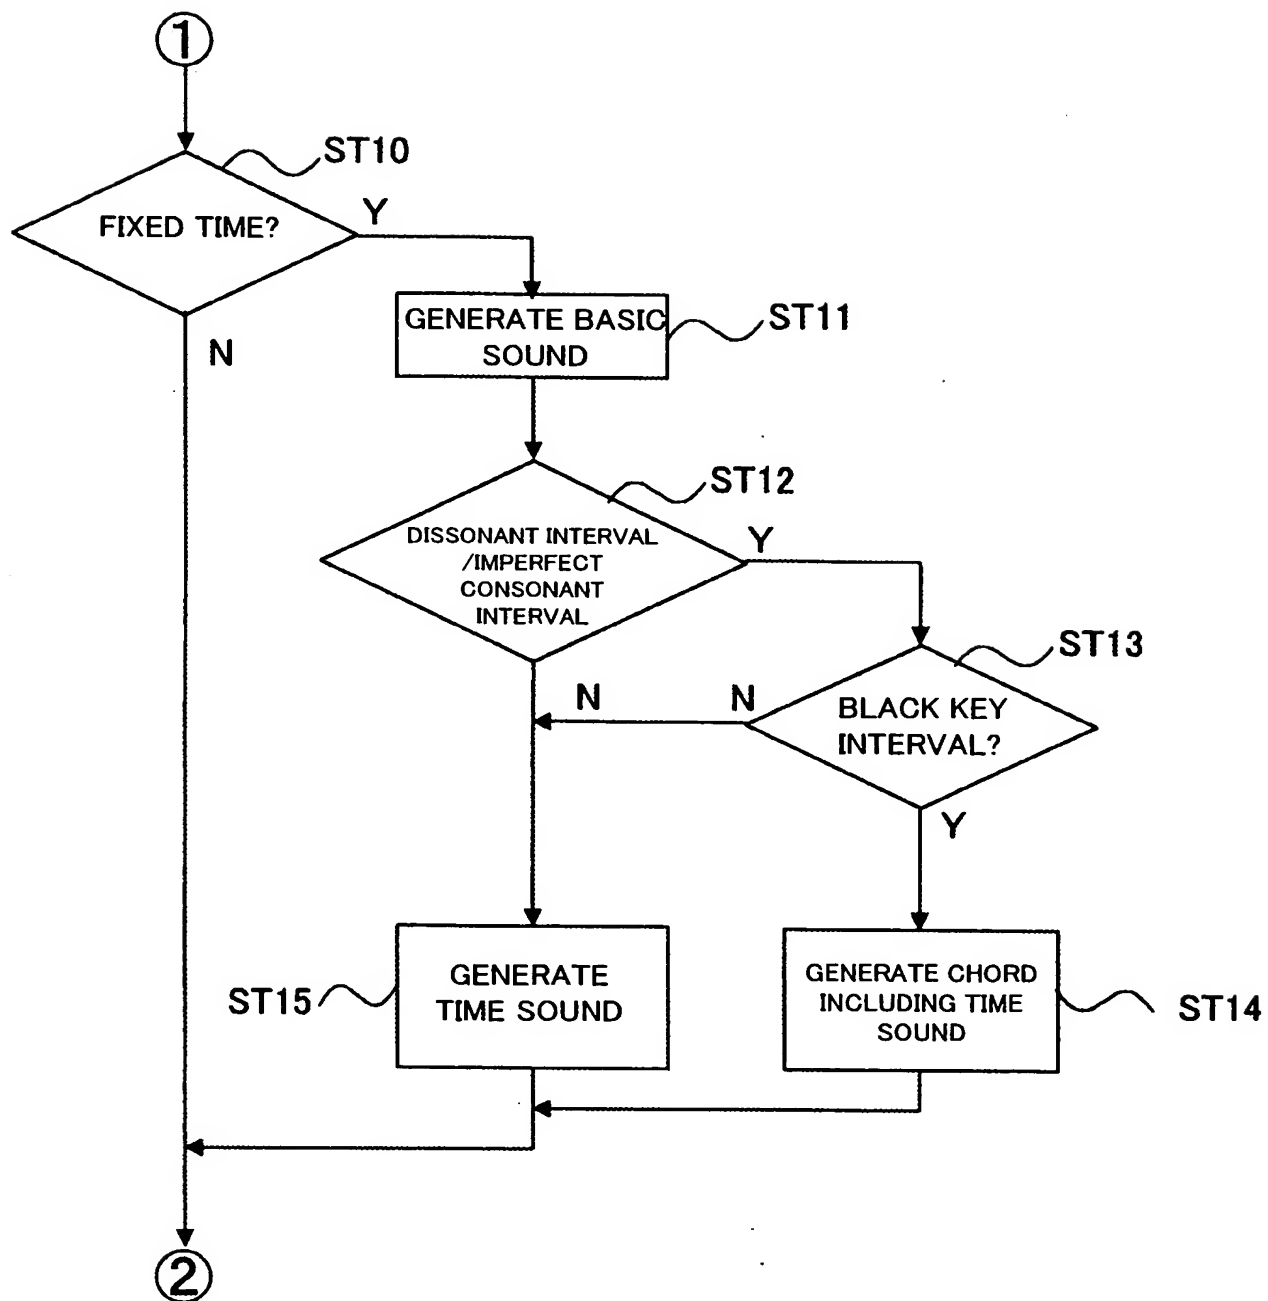 ①
ST10
FIXED TIME?
Y
N
GENERATE BASIC
SOUND
ST11
ST12
DISSONANT INTERVAL
/IMPERFECT
CONSONANT
INTERVAL
Y
N
ST13
BLACK KEY
INTERVAL?
N
Y
GENERATE
TIME SOUND
ST15
GENERATE CHORD
INCLUDING TIME
SOUND
ST14
②